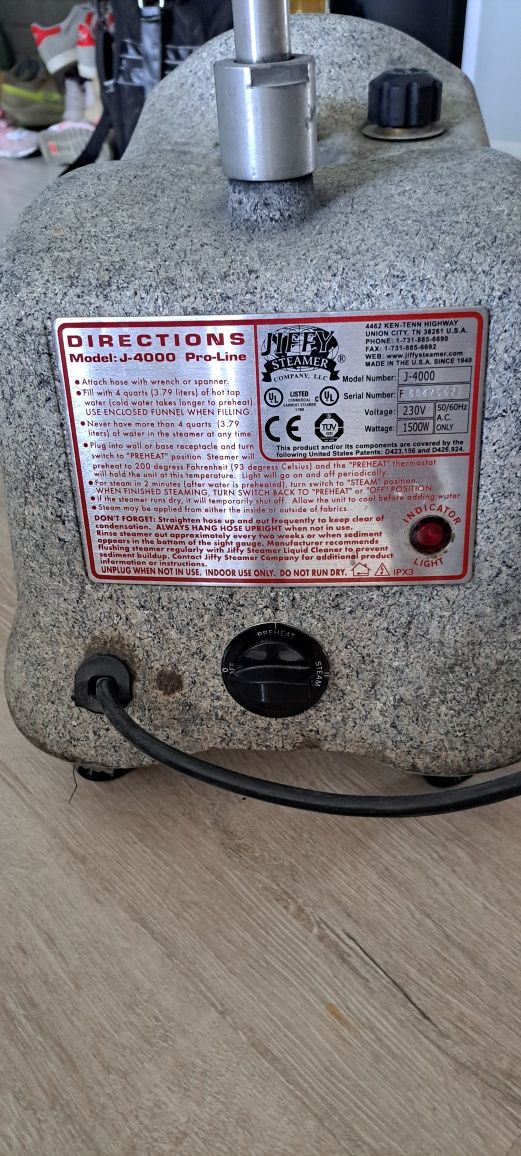 DIRECTIONS
Model: J-4000 Pro-Line
• Attach hose with wrench or spanner.
• Fill with 4 quarts (3.79 liters) of hot tap
water (cold water takes longer to preheat)
USE ENCLOSED FUNNEL WHEN FILLING.
• Never have more than 4 quarts (3.79
liters) of water in the steamer at any time.
• Plug into wall or base receptacle and turn
switch to "PREHEAT" position. Steamer will
preheat to 200 degrees Fahrenheit (93 degrees Celsius) and the "PREHEAT" thermostat
will hold the unit at this temperature. Light will go on and off periodically.
• For steam in 2 minutes (after water is preheated), turn switch to "STEAM" position.
WHEN FINISHED STEAMING, TURN SWITCH BACK TO "PREHEAT" or "OFF" POSITION.
• If the steamer runs dry, it will temporarily shut off. Allow the unit to cool before adding water.
• Steam may be applied from either the inside or outside of fabrics.
DON'T FORGET: Straighten hose up and out frequently to keep clear of
condensation. ALWAYS HANG HOSE UPRIGHT when not in use.
Rinse steamer out approximately every two weeks or when sediment
appears in the bottom of the sight gauge. Manufacturer recommends
flushing steamer regularly with Jiffy Steamer Liquid Cleaner to prevent
sediment buildup. Contact Jiffy Steamer Company for additional product
information or instructions.
UNPLUG WHEN NOT IN USE. INDOOR USE ONLY. DO NOT RUN DRY. IPX3
JIFFY
STEAMER ®
COMPANY, LLC
4462 KEN-TENN HIGHWAY
UNION CITY, TN 38261 U.S.A.
PHONE: 1-731-885-6690
FAX: 1-731-885-6692
WEB: www.jiffysteamer.com
MADE IN THE U.S.A. SINCE 1940
UL LISTED C UL
COMMERCIAL
GARMENT STEAMER
CE TUV
Model Number: J-4000
Serial Number: F
Voltage: 230V 50/60Hz
A.C.
Wattage: 1500W ONLY
This product and/or its components are covered by the
following United States Patents: D423,156 and D426,924.
INDICATOR
LIGHT
PREHEAT
OFF
0
STEAM
II